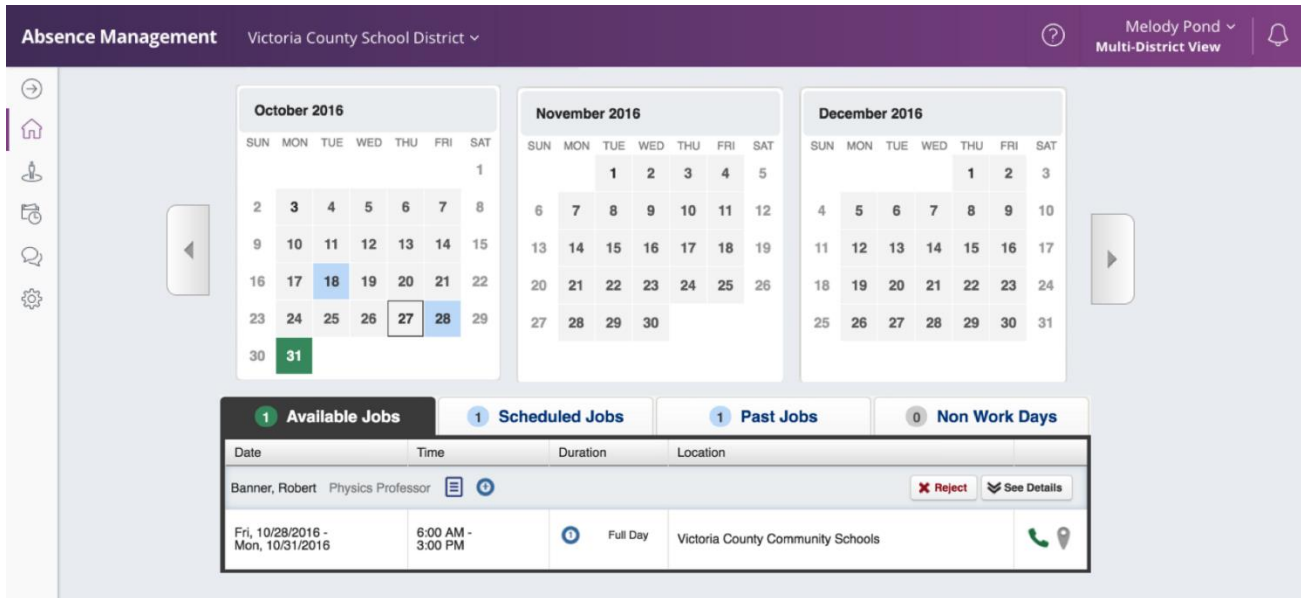 Absence Management Victoria County School District Melody Pond
Multi-District View
October 2016
SUN MON TUE WED THU FRI SAT
1
2 3 4 5 6 7 8
9 10 11 12 13 14 15
16 17 18 19 20 21 22
23 24 25 26 27 28 29
30 31
November 2016
SUN MON TUE WED THU FRI SAT
1 2 3 4 5
6 7 8 9 10 11 12
13 14 15 16 17 18 19
20 21 22 23 24 25 26
27 28 29 30
December 2016
SUN MON TUE WED THU FRI SAT
1 2 3
4 5 6 7 8 9 10
11 12 13 14 15 16 17
18 19 20 21 22 23 24
25 26 27 28 29 30 31
1 Available Jobs 1 Scheduled Jobs 1 Past Jobs 0 Non Work Days
Date Time Duration Location
Banner, Robert Physics Professor Reject See Details
Fri, 10/28/2016 -
Mon, 10/31/2016
6:00 AM -
3:00 PM
Full Day
Victoria County Community Schools